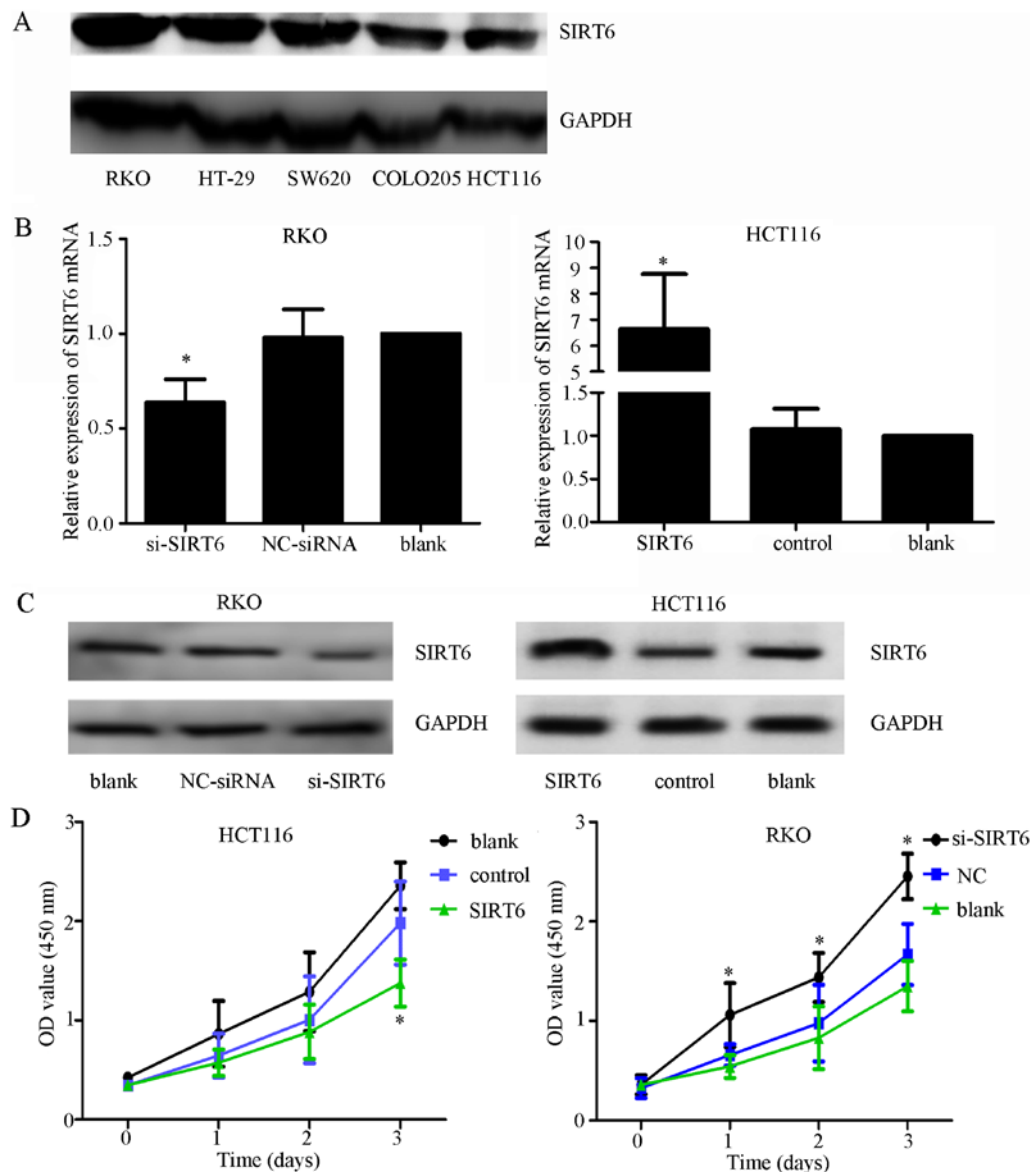 A
SIRT6
GAPDH
RKO HT-29 SW620 COLO205 HCT116
B
RKO
Relative expression of SIRT6 mRNA
1.5
1.0
0.5
0.0
*
si-SIRT6 NC-siRNA blank
HCT116
Relative expression of SIRT6 mRNA
10
9
8
7
6
5
1.5
1.0
0.5
0.0
*
SIRT6 control blank
C
RKO
SIRT6
GAPDH
blank NC-siRNA si-SIRT6
HCT116
SIRT6
GAPDH
SIRT6 control blank
D
HCT116
OD value (450 nm)
3
2
1
0
blank
control
SIRT6
*
0 1 2 3
Time (days)
RKO
OD value (450 nm)
3
2
1
0
* * *
si-SIRT6
NC
blank
0 1 2 3
Time (days)